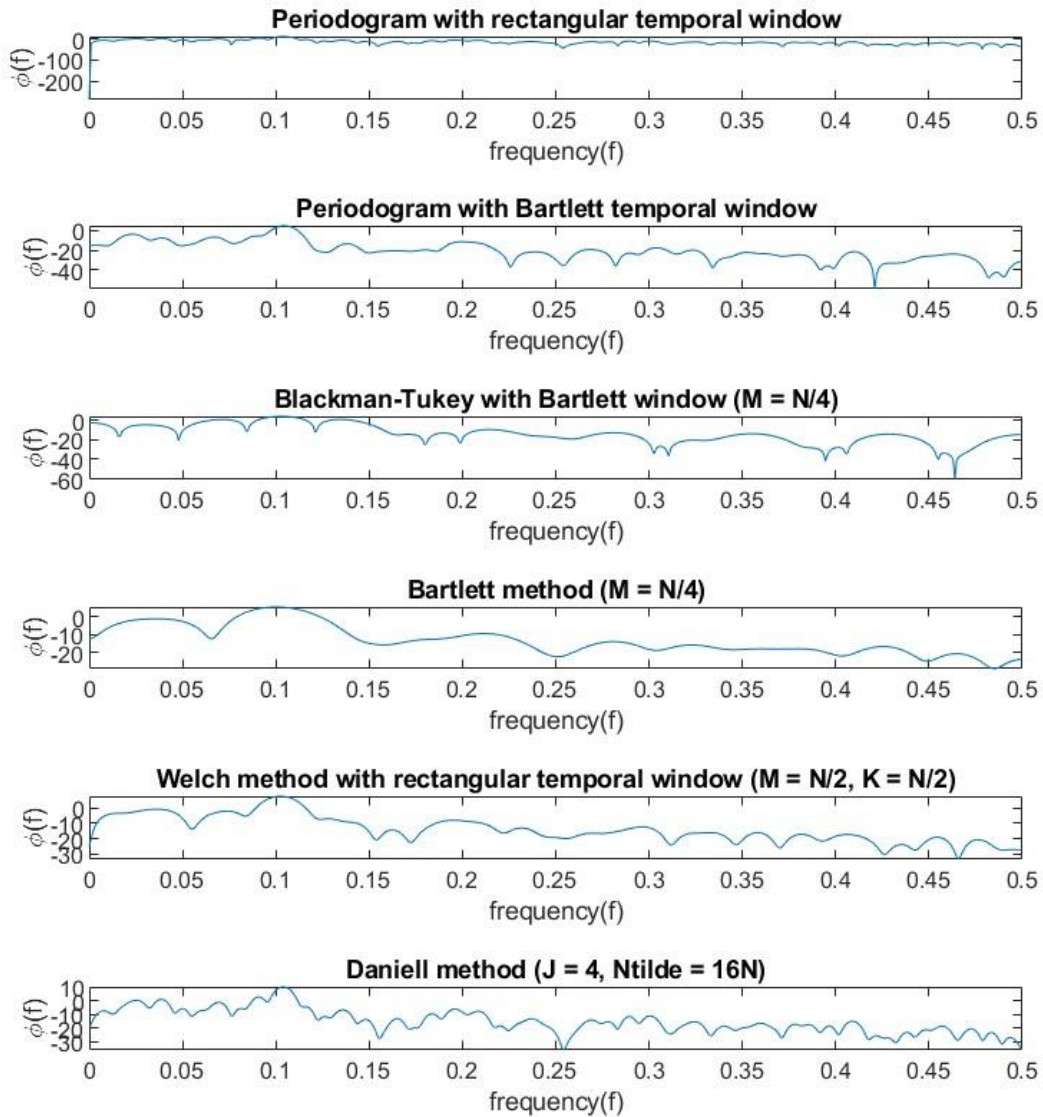 Periodogram with rectangular temporal window
0
-100
-200
ϕ(f)
0 0.05 0.1 0.15 0.2 0.25 0.3 0.35 0.4 0.45 0.5
frequency(f)
Periodogram with Bartlett temporal window
0
-20
-40
ϕ(f)
0 0.05 0.1 0.15 0.2 0.25 0.3 0.35 0.4 0.45 0.5
frequency(f)
Blackman-Tukey with Bartlett window (M = N/4)
0
-20
-40
-60
ϕ(f)
0 0.05 0.1 0.15 0.2 0.25 0.3 0.35 0.4 0.45 0.5
frequency(f)
Bartlett method (M = N/4)
0
-10
-20
ϕ(f)
0 0.05 0.1 0.15 0.2 0.25 0.3 0.35 0.4 0.45 0.5
frequency(f)
Welch method with rectangular temporal window (M = N/2, K = N/2)
0
-10
-20
-30
ϕ(f)
0 0.05 0.1 0.15 0.2 0.25 0.3 0.35 0.4 0.45 0.5
frequency(f)
Daniell method (J = 4, Ntilde = 16N)
10
0
-10
-20
-30
ϕ(f)
0 0.05 0.1 0.15 0.2 0.25 0.3 0.35 0.4 0.45 0.5
frequency(f)